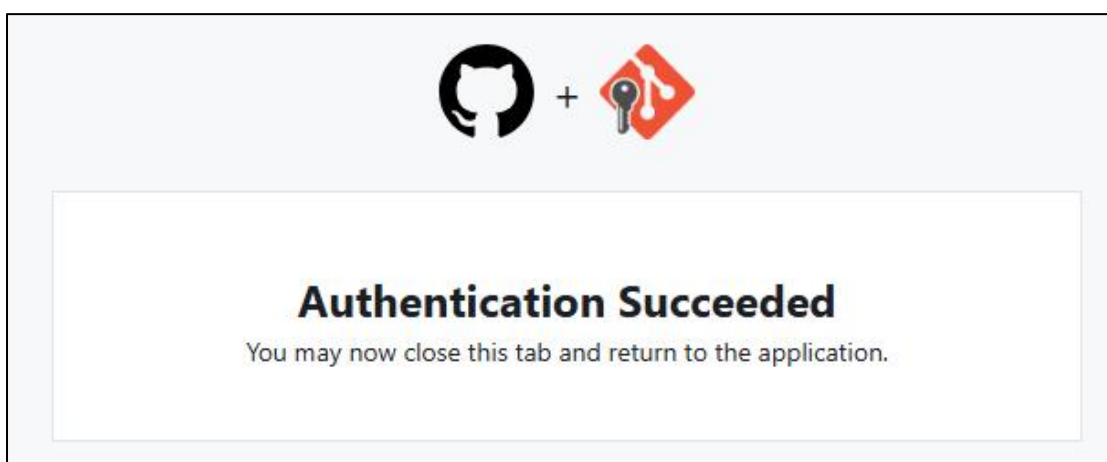 +
Authentication Succeeded
You may now close this tab and return to the application.